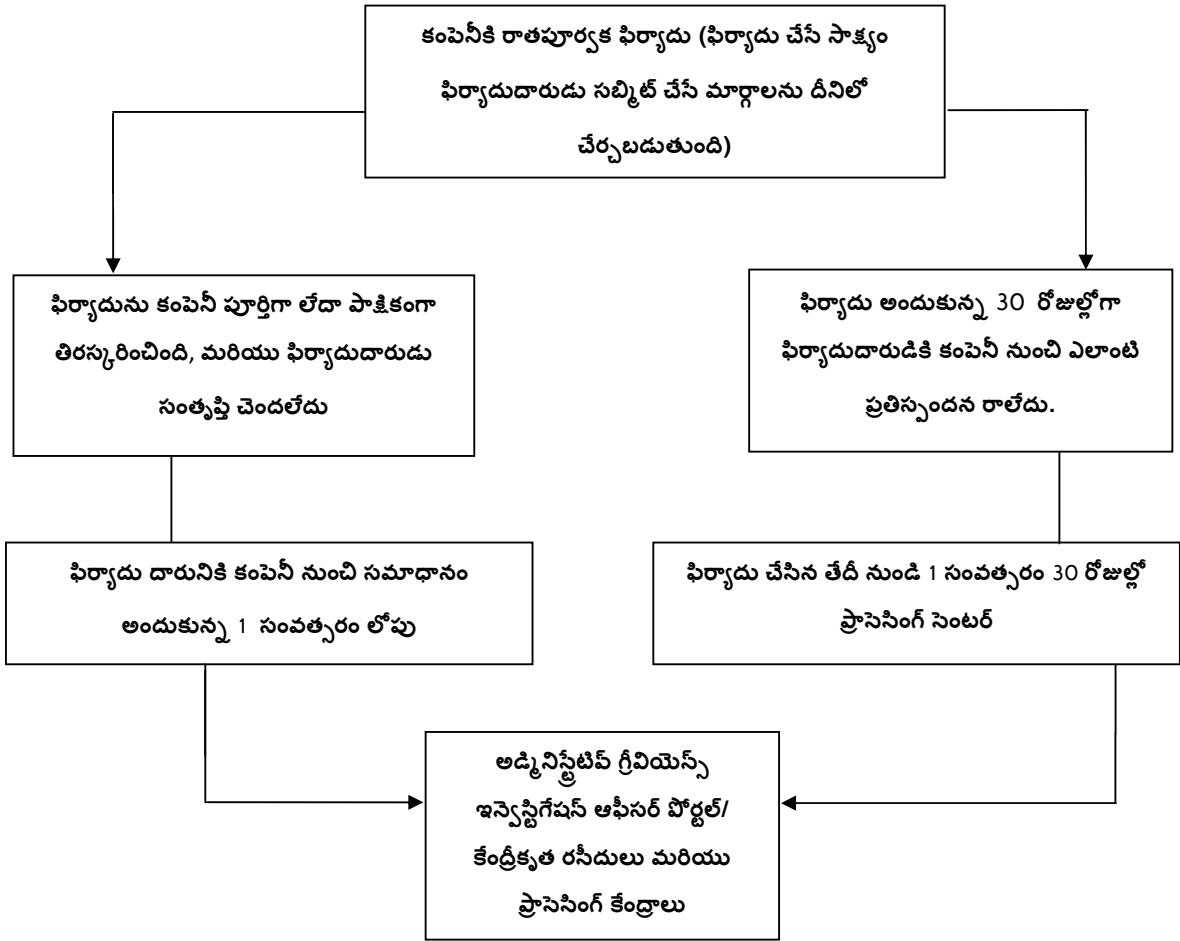 కంపెనీకి రాతపూర్వక ఫిర్యాదు (ఫిర్యాదు చేసే సాక్ష్యం
ఫిర్యాదుదారుడు సబ్మిట్ చేసే మార్గాలను దీనిలో
చేర్చబడుతుంది)
ఫిర్యాదును కంపెనీ పూర్తిగా లేదా పాక్షికంగా
తిరస్కరించింది, మరియు ఫిర్యాదుదారుడు
సంతృప్తి చెందలేదు
ఫిర్యాదు అందుకున్న 30 రోజుల్లోగా
ఫిర్యాదుదారుడికి కంపెనీ నుంచి ఎలాంటి
ప్రతిస్పందన రాలేదు.
ఫిర్యాదు దారునికి కంపెనీ నుంచి సమాధానం
అందుకున్న 1 సంవత్సరం లోపు
ఫిర్యాదు చేసిన తేదీ నుండి 1 సంవత్సరం 30 రోజుల్లో
ప్రాసెసింగ్ సెంటర్
అడ్మినిస్ట్రేటివ్ గ్రీవియెన్స్
ఇన్వెస్టిగేషన్ ఆఫీసర్ పోర్టల్/
కేంద్రీకృత రసీదులు మరియు
ప్రాసెసింగ్ కేంద్రాలు